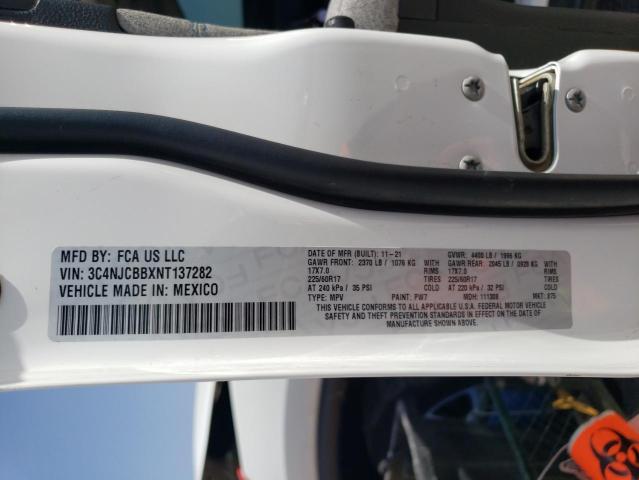 MFD BY: FCA US LLC
VIN: 3C4NJCBBXNT137282
VEHICLE MADE IN: MEXICO
DATE OF MFR (BUILT): 11-21
GAWR FRONT: 2370 LB / 1076 KG
17X7.0
225/60R17
AT 240 kPa / 35 PSI
TYPE: MPV
PAINT: PW7
GVWR: 4400 LB / 1996 KG
GAWR REAR: 2045 LB / 0928 KG
RIMS 17X7.0 RIMS
TIRES 225/60R17 TIRES
COLD AT 220 kPa / 32 PSI COLD
MDH: 111308 MKT: 975
THIS VEHICLE CONFORMS TO ALL APPLICABLE U.S.A. FEDERAL MOTOR VEHICLE
SAFETY AND THEFT PREVENTION STANDARDS IN EFFECT ON THE DATE OF
MANUFACTURE SHOWN ABOVE.